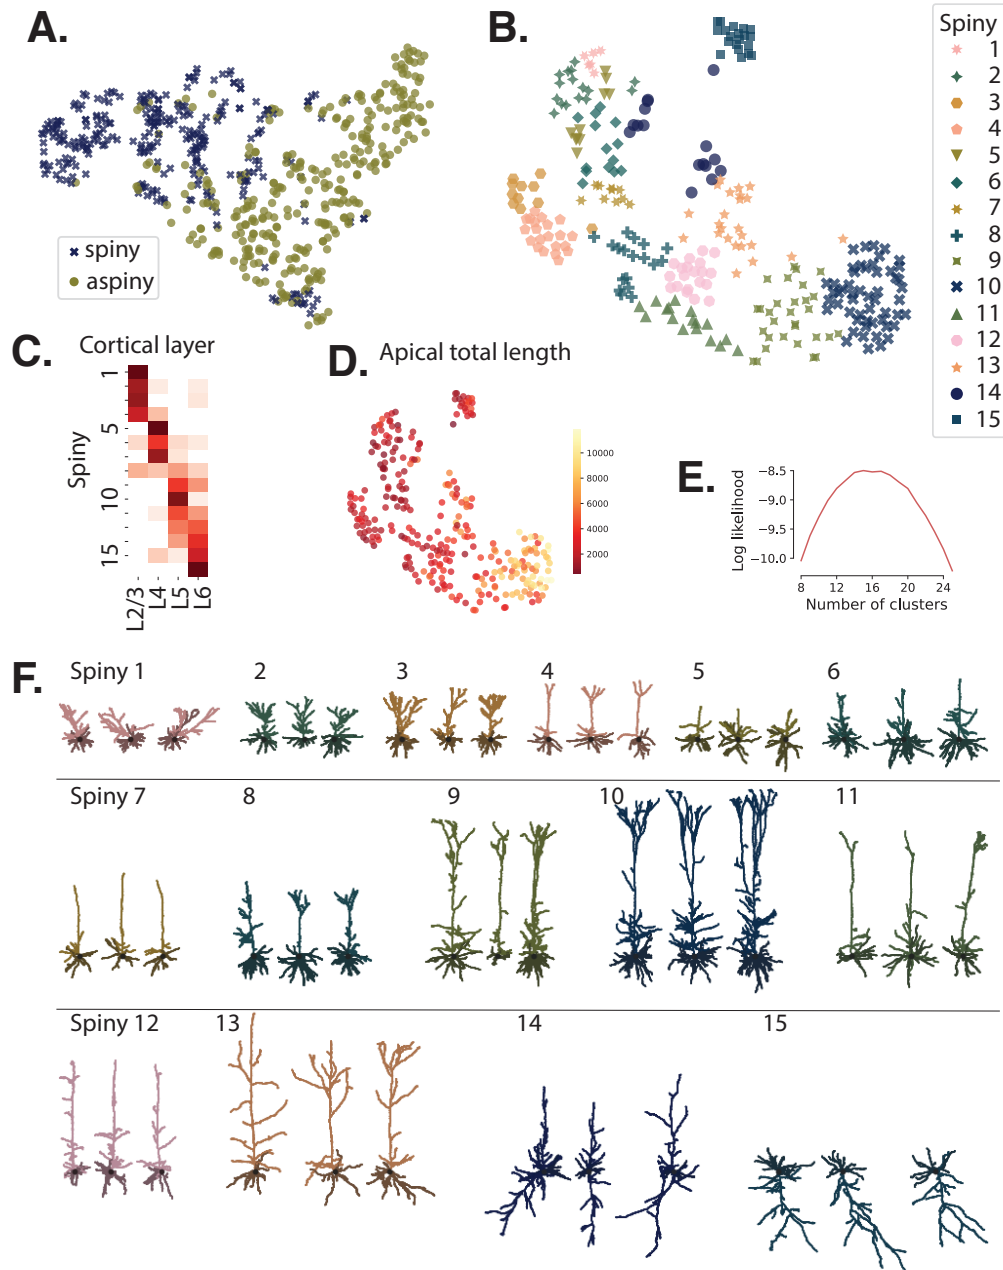 A.
spiny
aspiny
B.
Spiny
1
2
3
4
5
6
7
8
9
10
11
12
13
14
15
C.
Cortical layer
Spiny
1
5
10
15
L2/3
L4
L5
L6
D.
Apical total length
10000
8000
6000
4000
2000
E.
Log likelihood
−8.5
−9.0
−9.5
−10.0
8
12
16
20
24
Number of clusters
F.
Spiny 1
2
3
4
5
6
Spiny 7
8
9
10
11
Spiny 12
13
14
15